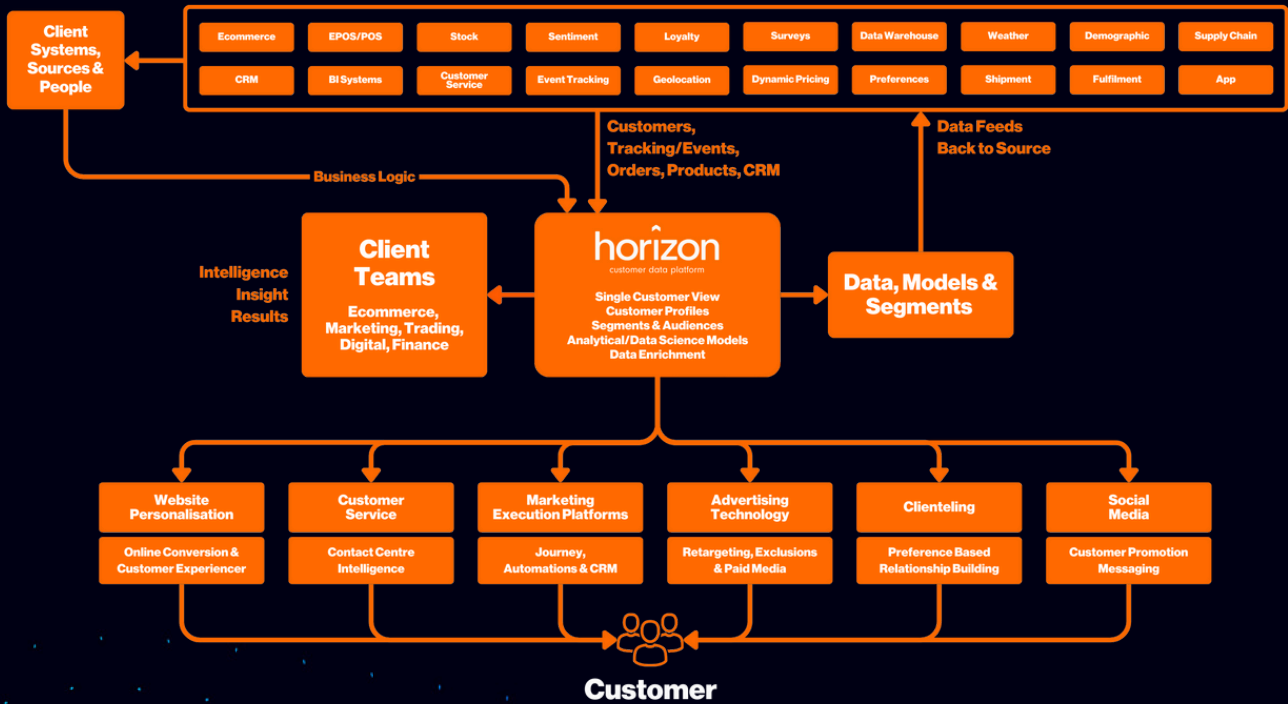 Client
Systems,
Sources &
People
Ecommerce
EPOS/POS
Stock
Sentiment
Loyalty
Surveys
Data Warehouse
Weather
Demographic
Supply Chain
CRM
BI Systems
Customer
Service
Event Tracking
Geolocation
Dynamic Pricing
Preferences
Shipment
Fulfilment
App
Customers,
Tracking/Events,
Orders, Products, CRM
Data Feeds
Back to Source
Business Logic
Intelligence
Insight
Results
Client
Teams
Ecommerce,
Marketing, Trading,
Digital, Finance
horizon
customer data platform
Single Customer View
Customer Profiles
Segments & Audiences
Analytical/Data Science Models
Data Enrichment
Data, Models &
Segments
Website
Personalisation
Customer
Service
Marketing
Execution Platforms
Advertising
Technology
Clienteling
Social
Media
Online Conversion &
Customer Experiencer
Contact Centre
Intelligence
Journey,
Automations & CRM
Retargeting, Exclusions
& Paid Media
Preference Based
Relationship Building
Customer Promotion
Messaging
Customer